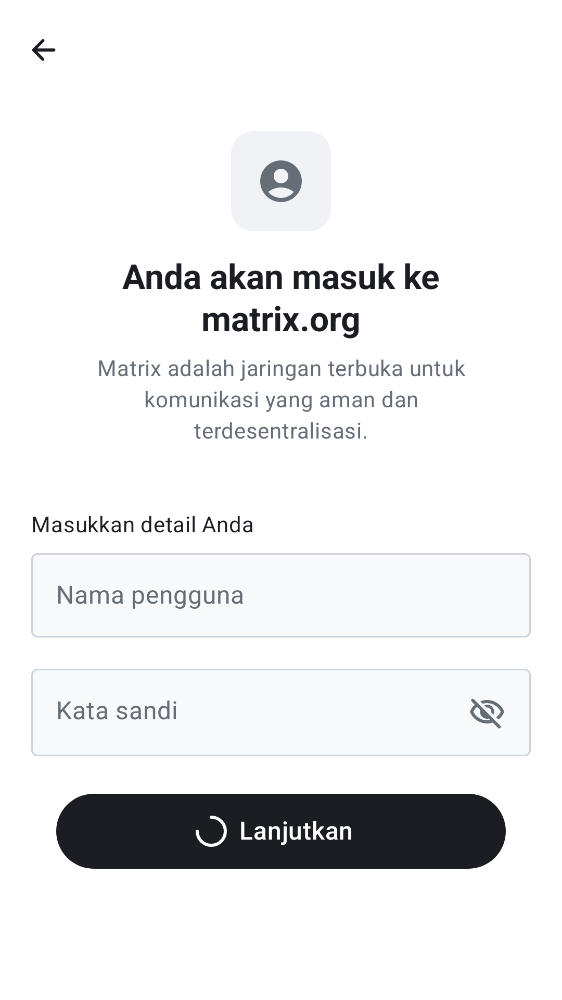 Anda akan masuk ke
matrix.org
Matrix adalah jaringan terbuka untuk
komunikasi yang aman dan
terdesentralisasi.
Masukkan detail Anda
Nama pengguna
Kata sandi
Lanjutkan